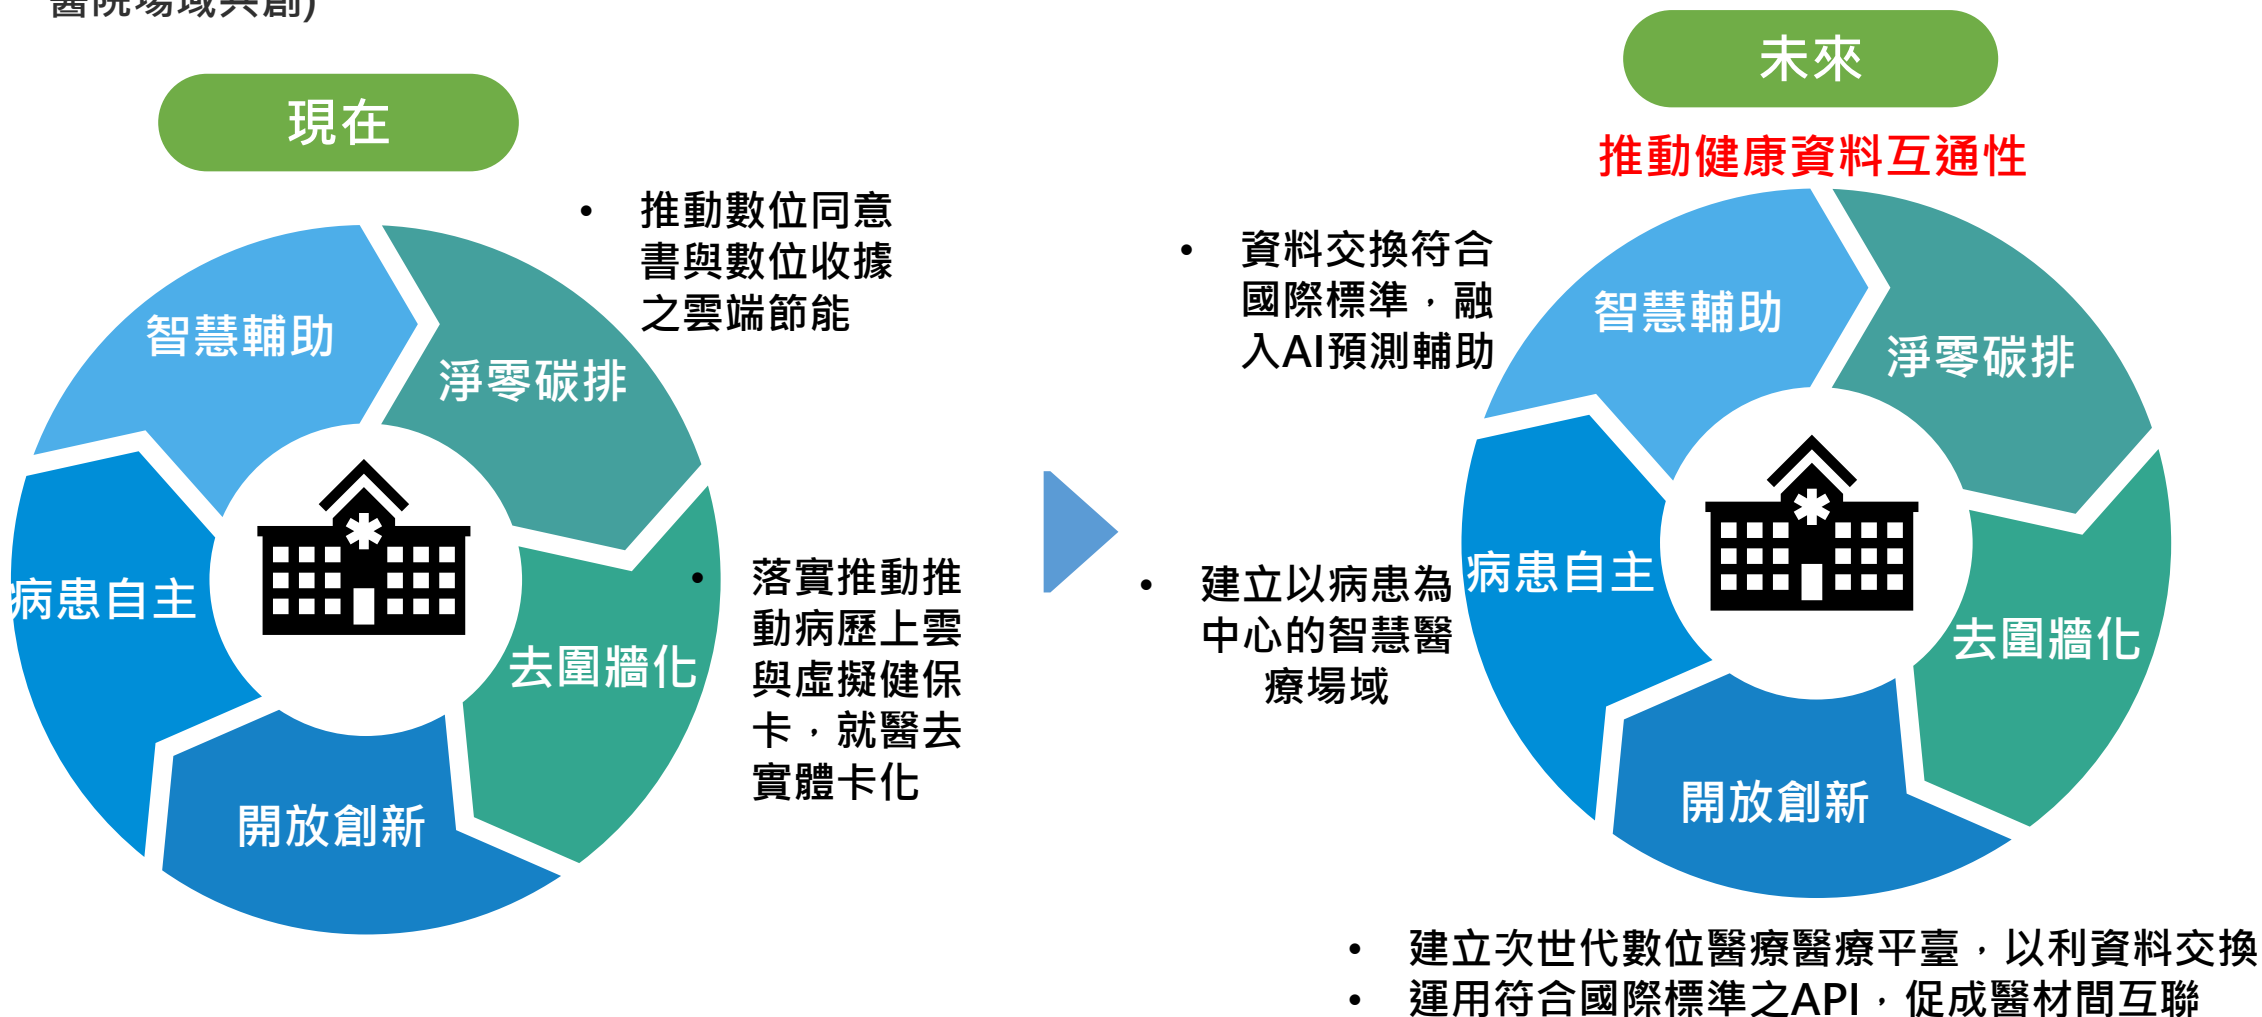 醫院場域共創)
現在
• 推動數位同意
書與數位收據
之雲端節能
智慧輔助
淨零碳排
病患自主
去圍牆化
開放創新
• 落實推動推
動病歷上雲
與虛擬健保
卡，就醫去
實體卡化
未來
推動健康資料互通性
• 資料交換符合
國際標準，融
入AI預測輔助
• 建立以病患為
中心的智慧醫
療場域
智慧輔助
淨零碳排
病患自主
去圍牆化
開放創新
• 建立次世代數位醫療醫療平臺，以利資料交換
• 運用符合國際標準之API，促成醫材間互聯